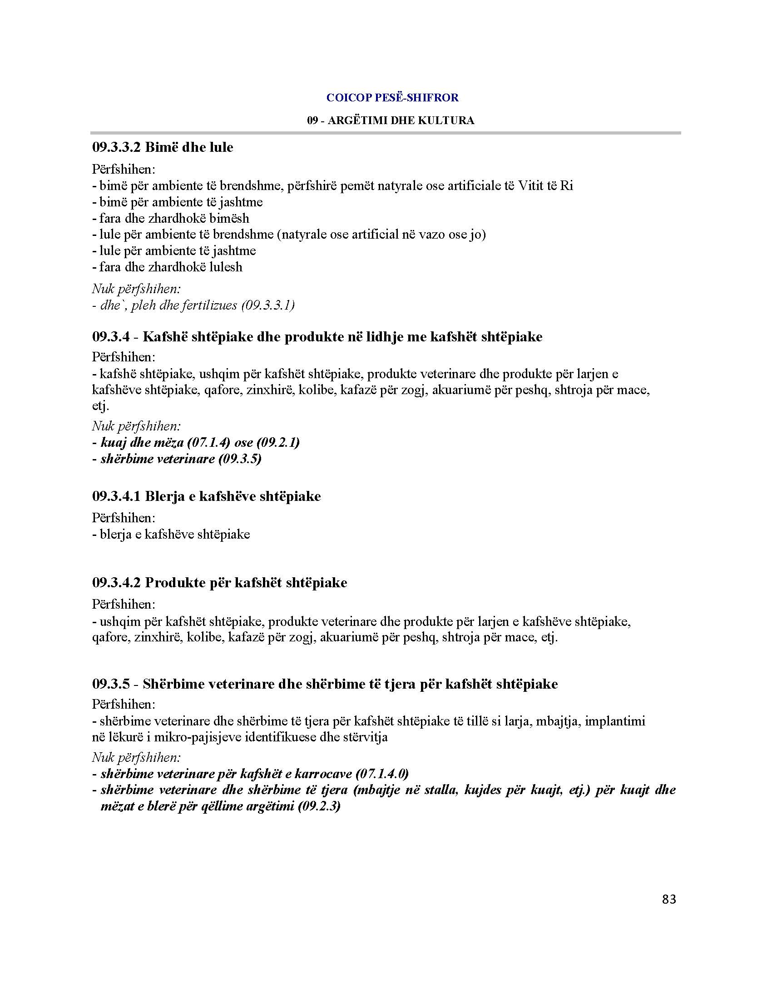 COICOP PESË-SHIFROR
09 - ARGËTIMI DHE KULTURA
09.3.3.2 Bimë dhe lule
Përfshihen:
- bimë për ambiente të brendshme, përfshirë pemët natyrale ose artificiale të Vitit të Ri
- bimë për ambiente të jashtme
- fara dhe zhardhokë bimësh
- lule për ambiente të brendshme (natyrale ose artificial në vazo ose jo)
- lule për ambiente të jashtme
- fara dhe zhardhokë lulesh
Nuk përfshihen:
- dhe`, pleh dhe fertilizues (09.3.3.1)
09.3.4 - Kafshë shtëpiake dhe produkte në lidhje me kafshët shtëpiake
Përfshihen:
- kafshë shtëpiake, ushqim për kafshët shtëpiake, produkte veterinare dhe produkte për larjen e
kafshëve shtëpiake, qafore, zinxhirë, kolibe, kafazë për zogj, akuariumë për peshq, shtroja për mace,
etj.
Nuk përfshihen:
- kuaj dhe mëza (07.1.4) ose (09.2.1)
- shërbime veterinare (09.3.5)
09.3.4.1 Blerja e kafshëve shtëpiake
Përfshihen:
- blerja e kafshëve shtëpiake
09.3.4.2 Produkte për kafshët shtëpiake
Përfshihen:
- ushqim për kafshët shtëpiake, produkte veterinare dhe produkte për larjen e kafshëve shtëpiake,
qafore, zinxhirë, kolibe, kafazë për zogj, akuariumë për peshq, shtroja për mace, etj.
09.3.5 - Shërbime veterinare dhe shërbime të tjera për kafshët shtëpiake
Përfshihen:
- shërbime veterinare dhe shërbime të tjera për kafshët shtëpiake të tillë si larja, mbajtja, implantimi
në lëkurë i mikro-pajisjeve identifikuese dhe stërvitja
Nuk përfshihen:
- shërbime veterinare për kafshët e karrocave (07.1.4.0)
- shërbime veterinare dhe shërbime të tjera (mbajtje në stalla, kujdes për kuajt, etj.) për kuajt dhe
mëzat e blerë për qëllime argëtimi (09.2.3)
83